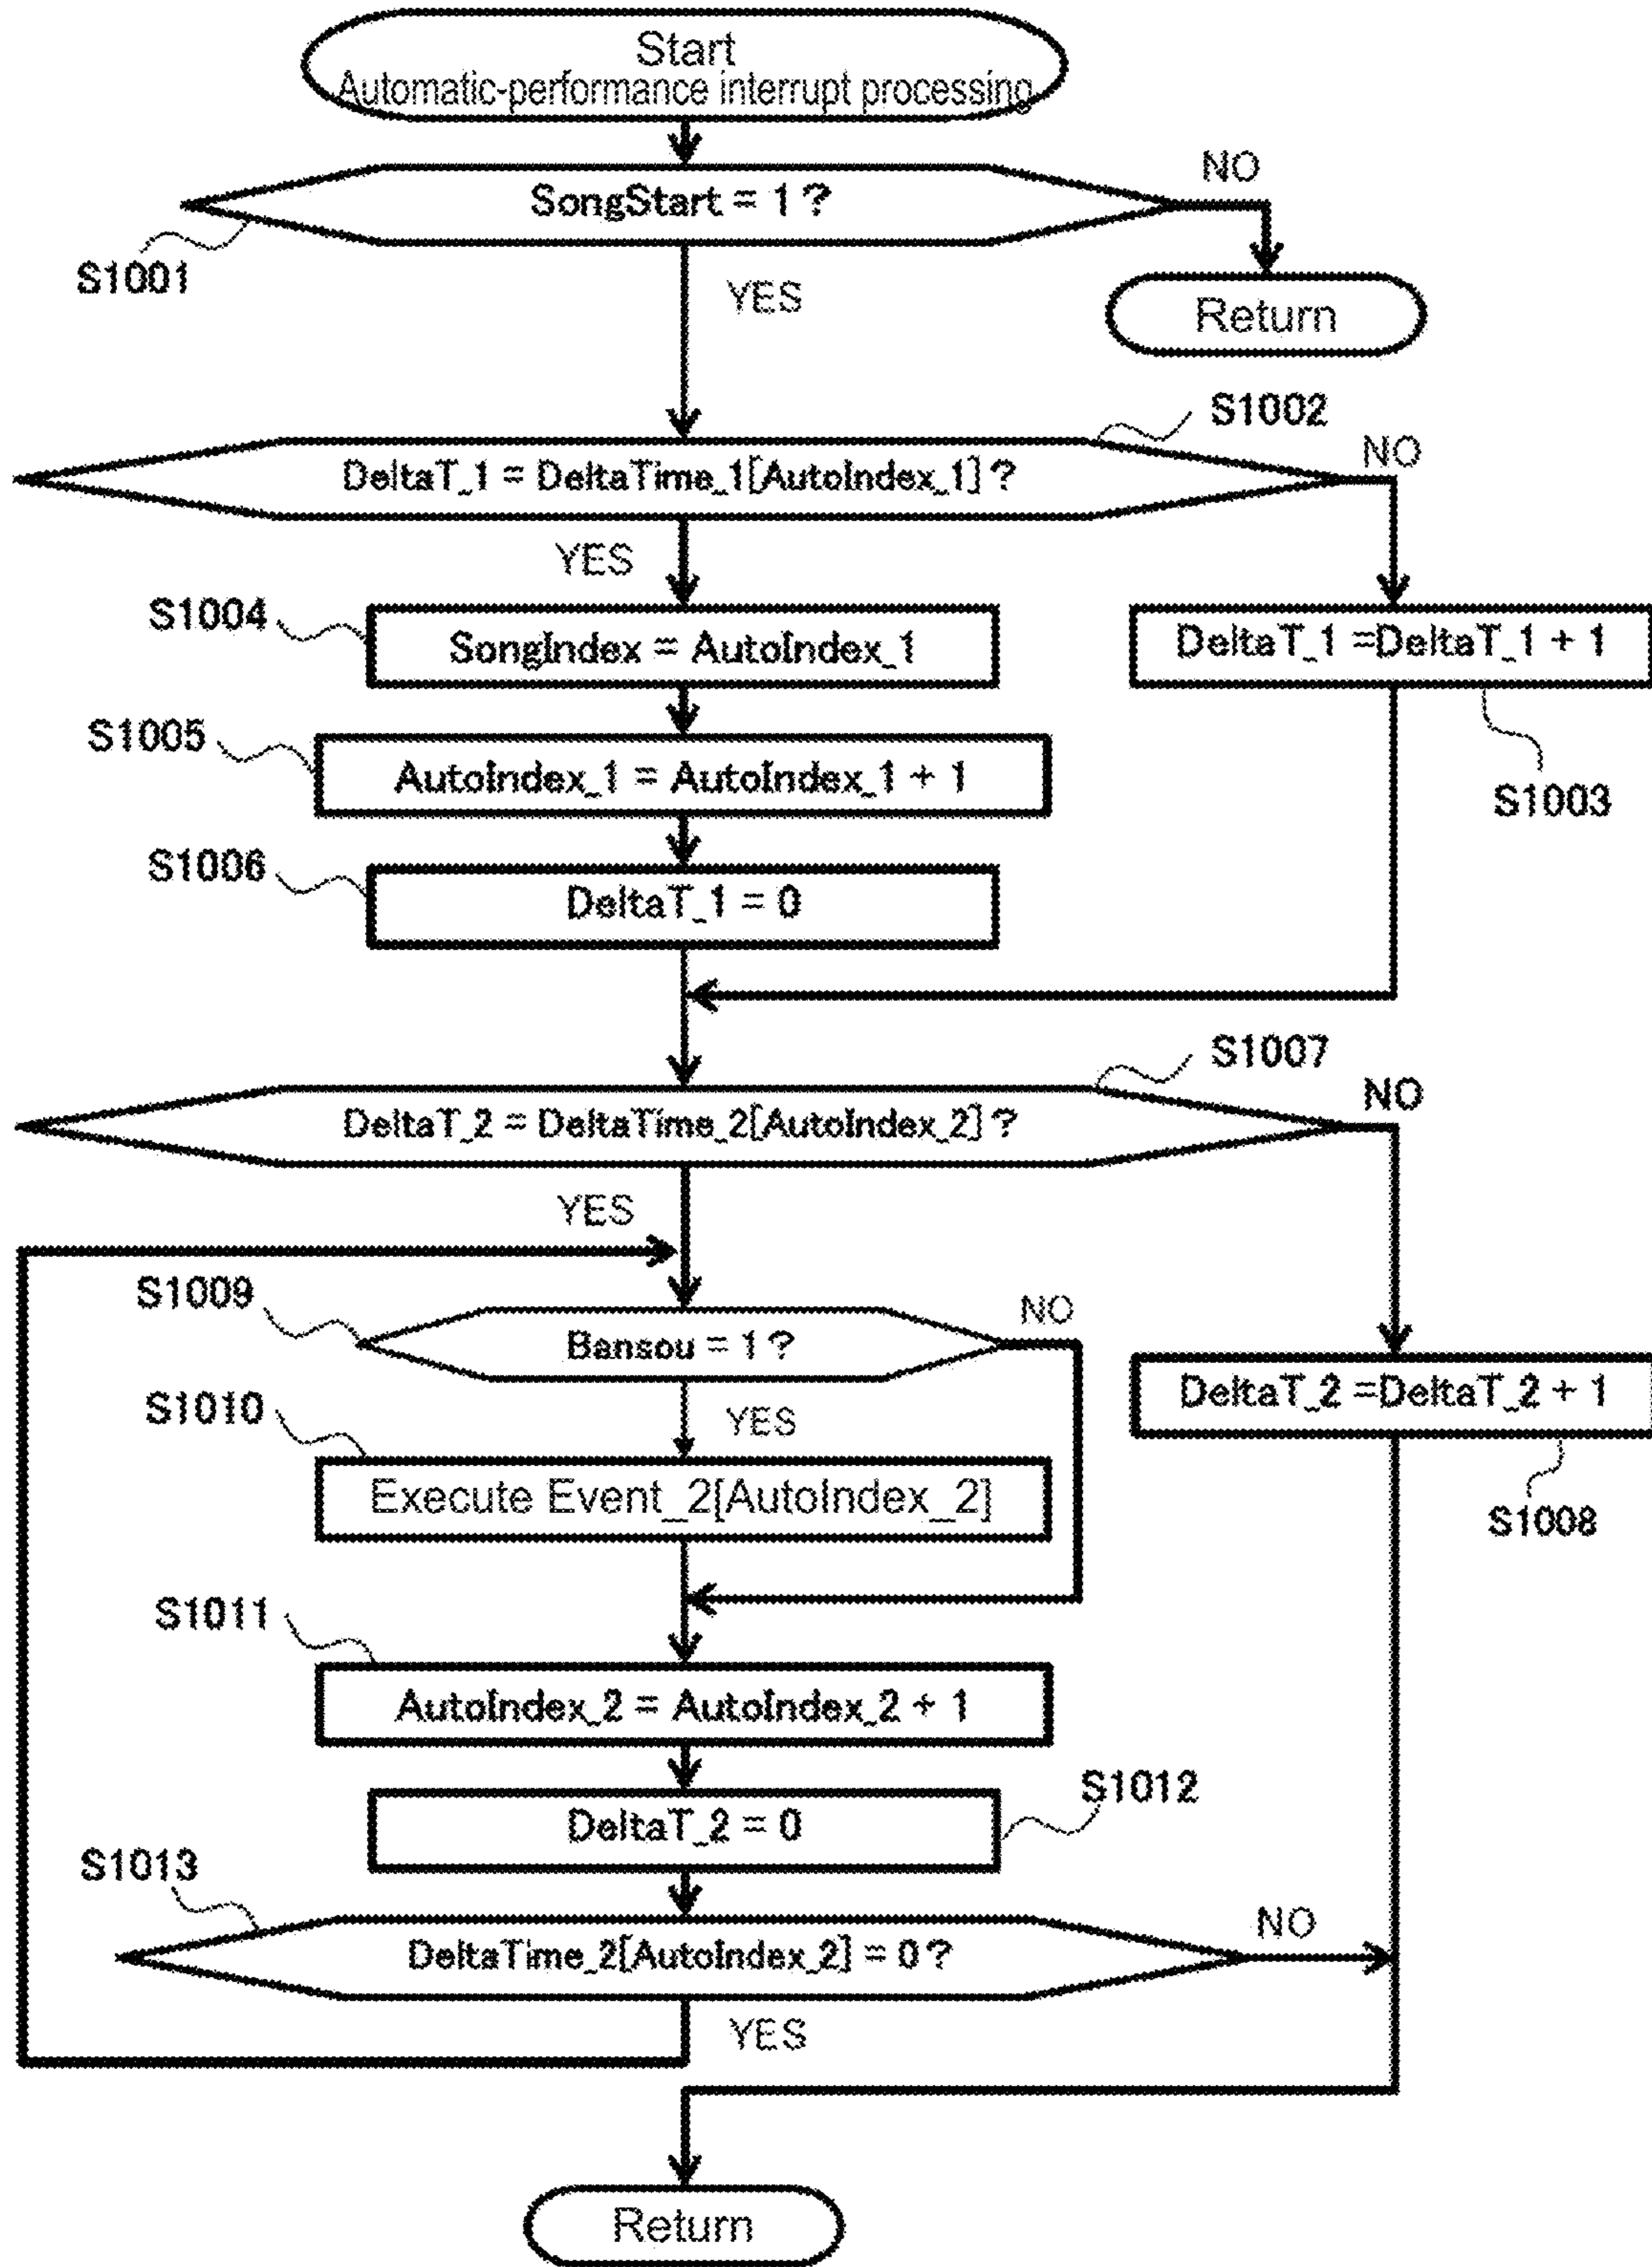 Start
Automatic-performance interrupt processing
NO
SongStart = 1 ?
S1001
YES
Return
S1002
NO
DeltaT_1 = DeltaTime_1[AutoIndex_1] ?
YES
S1004
SongIndex = AutoIndex_1
DeltaT_1 =DeltaT_1 + 1
S1005
AutoIndex_1 = AutoIndex_1 + 1
S1003
S1006
DeltaT_1 = 0
S1007
NO
DeltaT_2 = DeltaTime_2[AutoIndex_2] ?
YES
S1009
NO
Bansou = 1 ?
DeltaT_2 =DeltaT_2 + 1
S1010
YES
Execute Event_2[AutoIndex_2]
S1008
S1011
AutoIndex_2 = AutoIndex_2 + 1
S1012
DeltaT_2 = 0
S1013
NO
DeltaTime_2[AutoIndex_2] = 0 ?
YES
Return